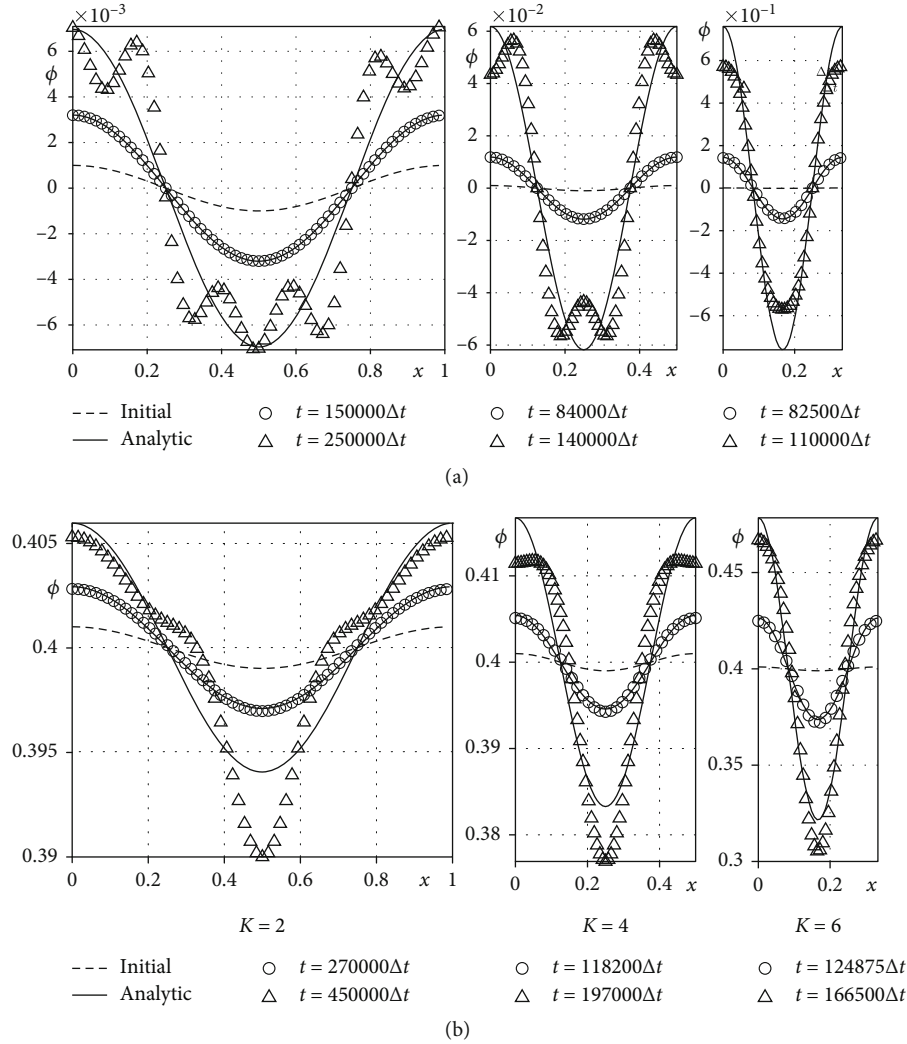 ×10⁻³ ×10⁻² ×10⁻¹
6 6 6
ϕ ϕ ϕ
4 4 4
2 2 2
0 0 0
−2 −2 −2
−4 −4 −4
−6 −6 −6
0 0.2 0.4 0.6 0.8 x 1 0 0.2 0.4 x 0 0.2 x
Initial t = 150000Δt t = 84000Δt t = 82500Δt
Analytic t = 250000Δt t = 140000Δt t = 110000Δt
(a)
0.405 ϕ ϕ
0.41 0.45
ϕ
0.4 0.4 0.4
0.395 0.39 0.35
0.39 0.38 0.3
0 0.2 0.4 0.6 0.8 x 1 0 0.2 0.4 x 0 0.2 x
K = 2 K = 4 K = 6
Initial t = 270000Δt t = 118200Δt t = 124875Δt
Analytic t = 450000Δt t = 197000Δt t = 166500Δt
(b)